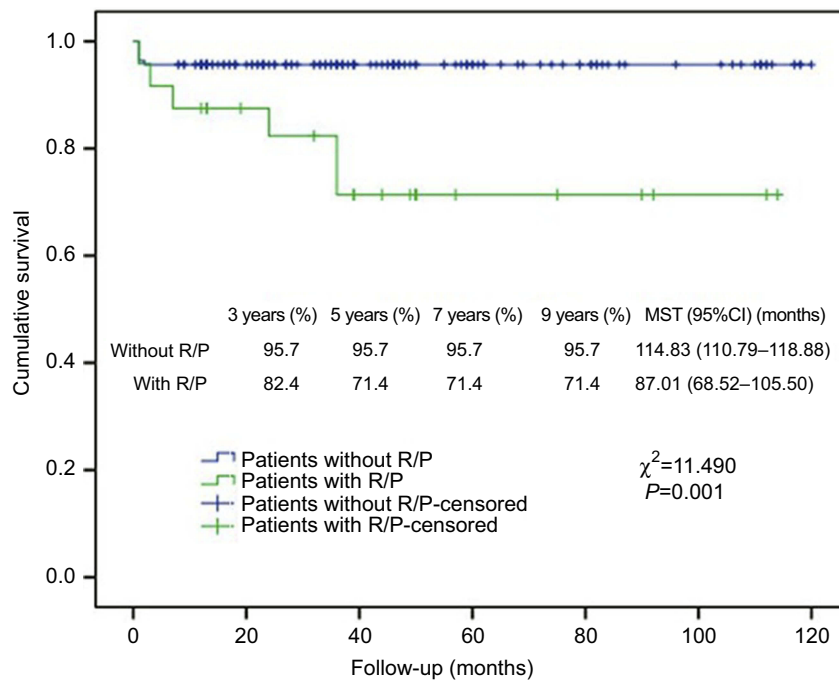 1.0
0.8
0.6
0.4
0.2
0.0
Cumulative survival
3 years (%) 5 years (%) 7 years (%) 9 years (%) MST (95%CI) (months)
Without R/P 95.7 95.7 95.7 95.7 114.83 (110.79–118.88)
With R/P 82.4 71.4 71.4 71.4 87.01 (68.52–105.50)
Patients without R/P
Patients with R/P
Patients without R/P-censored
Patients with R/P-censored
χ²=11.490
P=0.001
0 20 40 60 80 100 120
Follow-up (months)